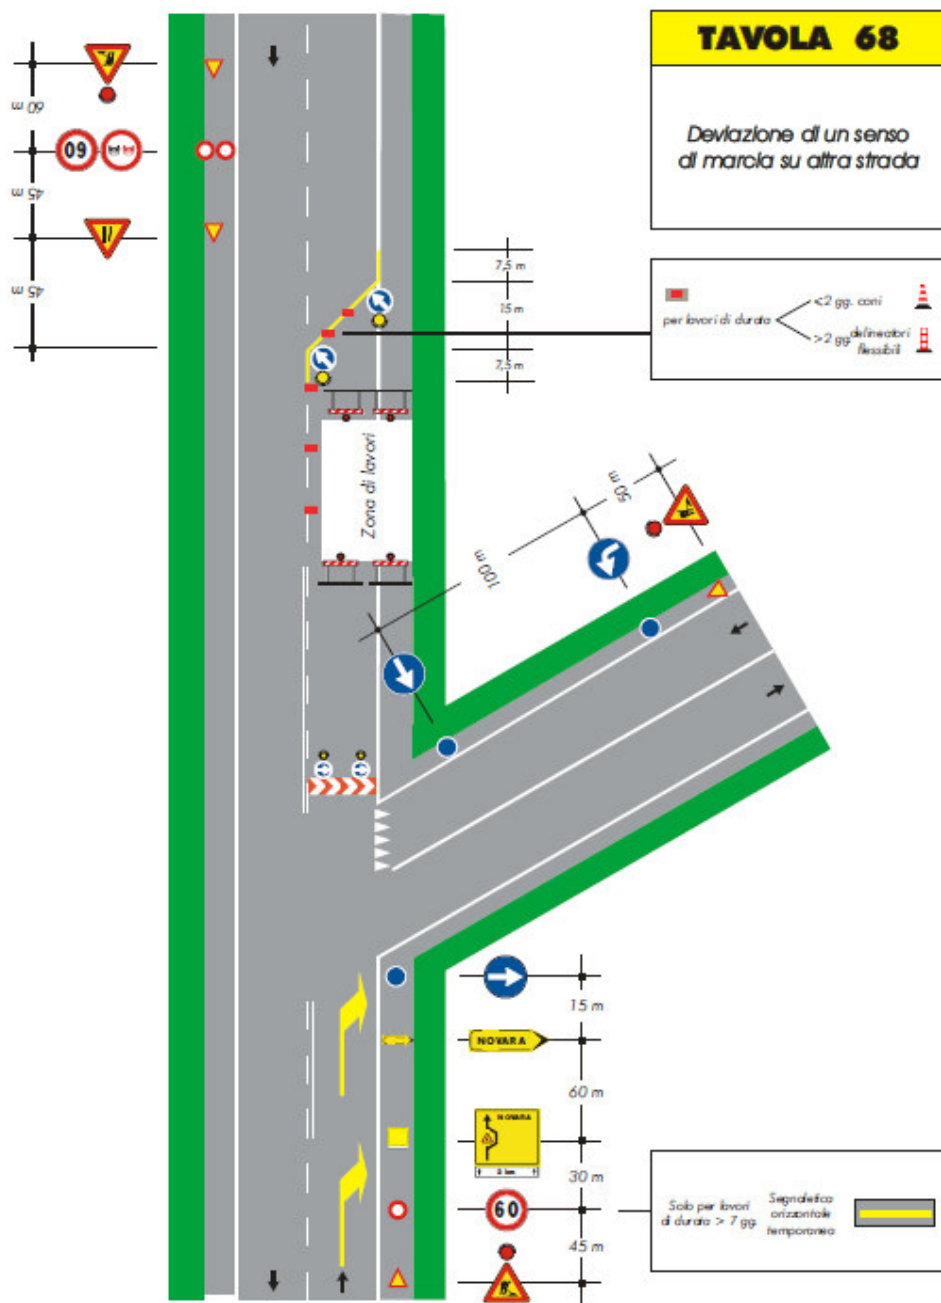 TAVOLA 68
Deviazione di un senso
di marcia su altra strada
60 m
60
45 m
45 m
7,5 m
15 m
7,5 m
per lavori di durata
<2 gg. coni
>2 gg. delineatori
flessibili
Zona di lavori
50 m
100 m
15 m
NOVARA
60 m
NOVARA
30 m
60
45 m
Solo per lavori
di durata > 7 gg.
Segnaletica
orizzontale
temporanea